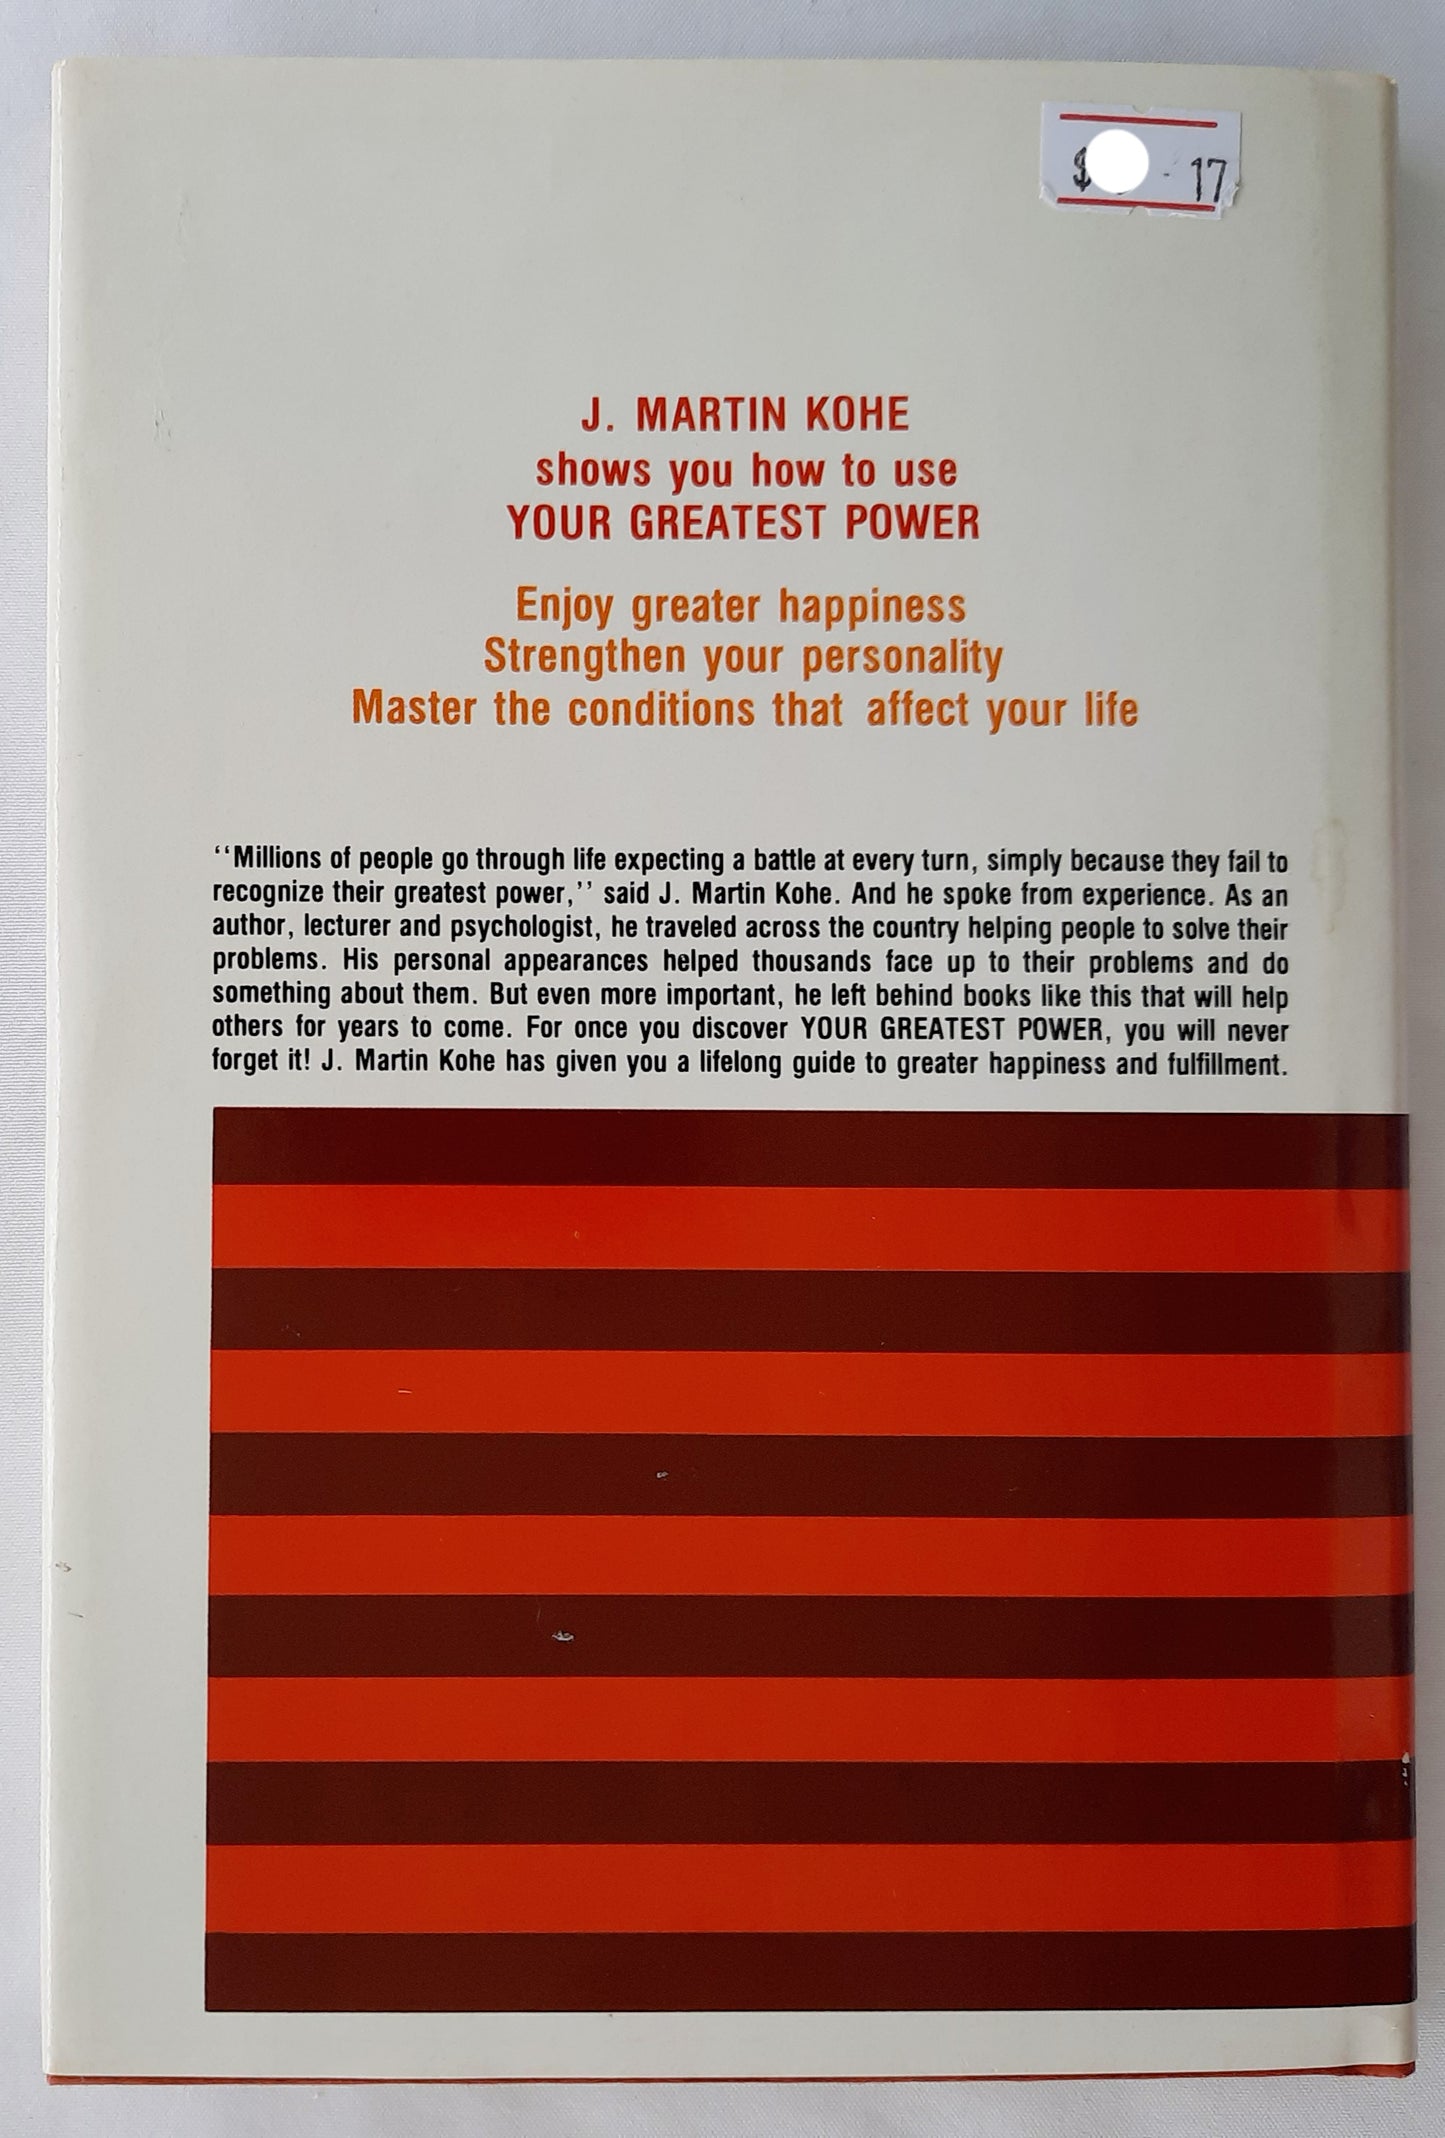 $ - 17
J. MARTIN KOHE
shows you how to use
YOUR GREATEST POWER
Enjoy greater happiness
Strengthen your personality
Master the conditions that affect your life
‘‘Millions of people go through life expecting a battle at every turn, simply because they fail to
recognize their greatest power,’’ said J. Martin Kohe. And he spoke from experience. As an
author, lecturer and psychologist, he traveled across the country helping people to solve their
problems. His personal appearances helped thousands face up to their problems and do
something about them. But even more important, he left behind books like this that will help
others for years to come. For once you discover YOUR GREATEST POWER, you will never
forget it! J. Martin Kohe has given you a lifelong guide to greater happiness and fulfillment.